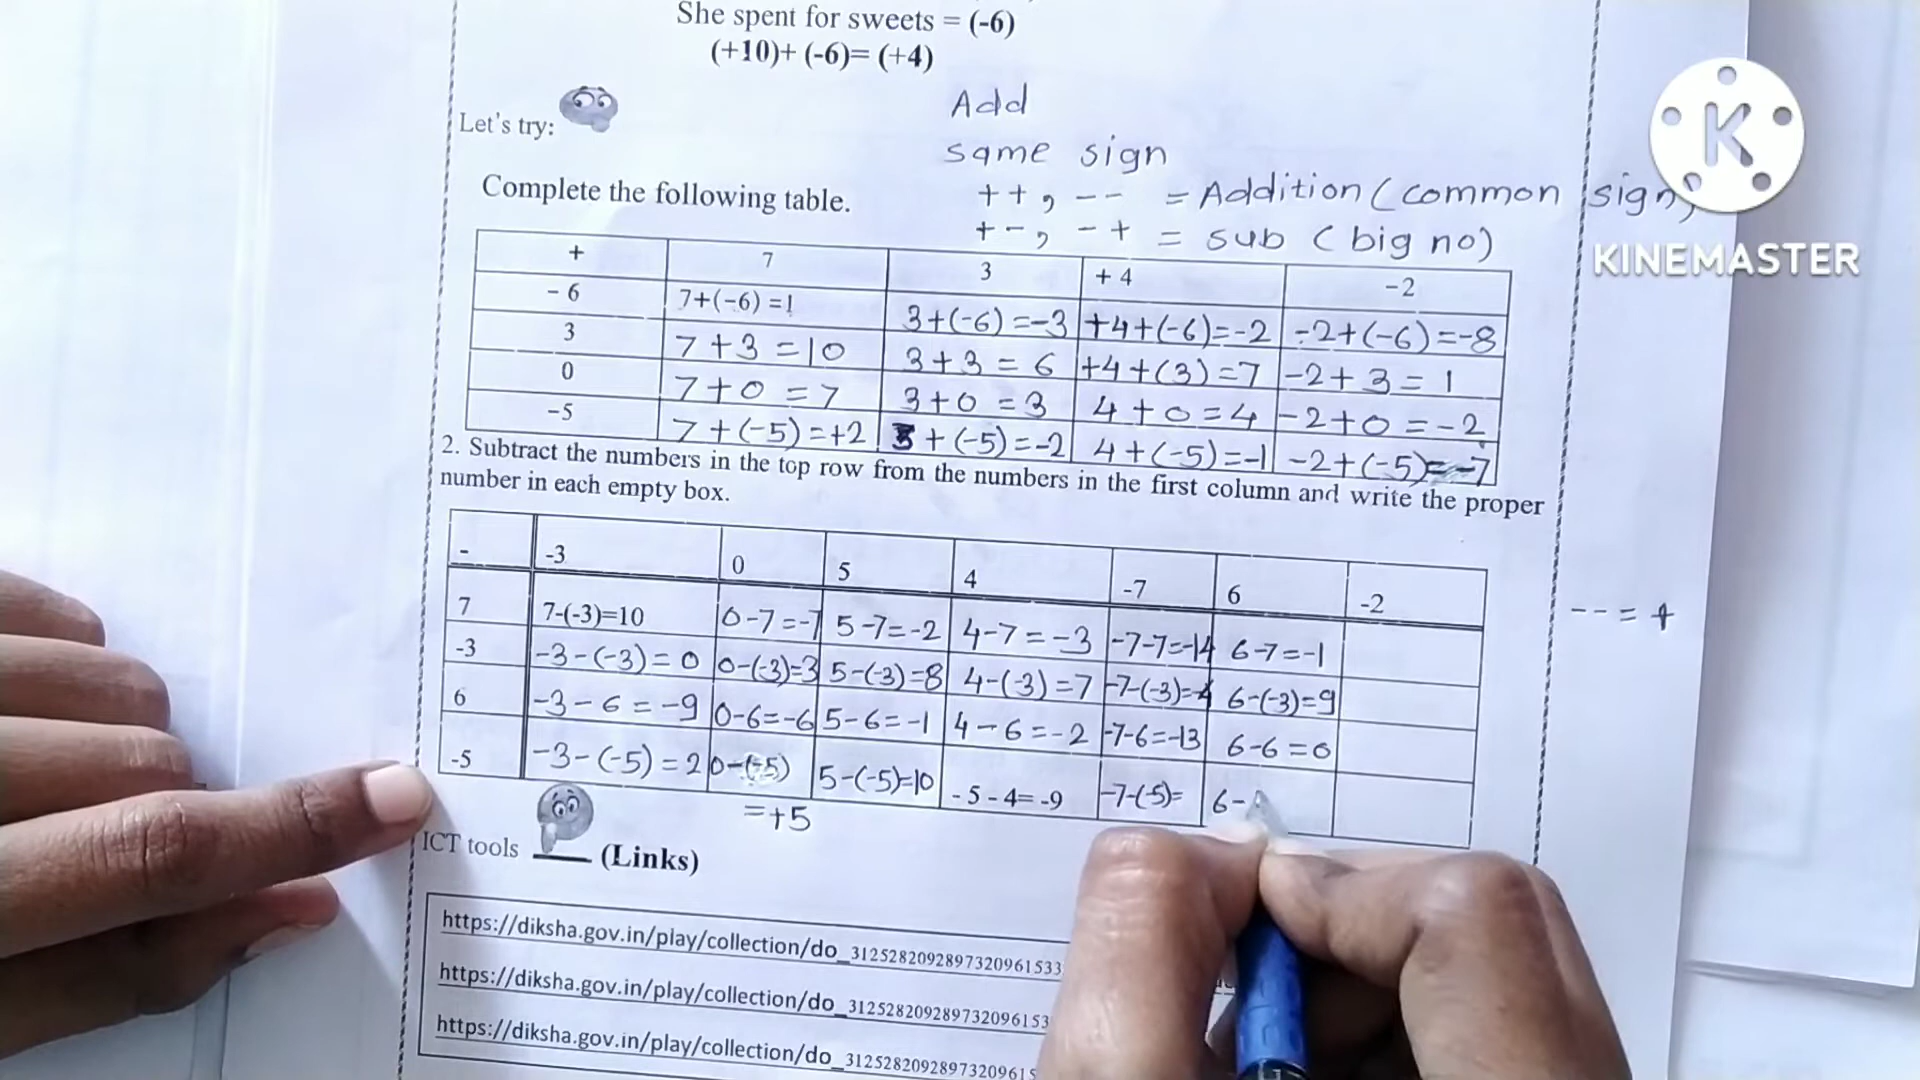 She spent for sweets = (-6)
(+10)+ (-6)= (+4)
Add
Let's try:
same sign
++, -- = Addition (common sign)
+-, -+ = sub (big no)
Complete the following table.
KINEMASTER
+ 7 3 +4 -2
-6 7+(-6) =1 3+(-6)=-3 +4+(-6)=-2 -2+(-6)=-8
3 7+3=10 3+3=6 +4+(3)=7 -2+3=1
0 7+0=7 3+0=3 4+0=4 -2+0=-2
-5 7+(-5)=+2 3+(-5)=-2 4+(-5)=-1 -2+(-5)=-7
2. Subtract the numbers in the top row from the numbers in the first column and write the proper
number in each empty box.
- -3 0 5 4 -7 6 -2
--=+
7 7-(-3)=10 0-7=-7 5-7=-2 4-7=-3 -7-7=-14 6-7=-1
-3 -3-(-3)=0 0-(-3)=3 5-(-3)=8 4-(-3)=7 -7-(-3)=-4 6-(-3)=9
6 -3-6=-9 0-6=-6 5-6=-1 4-6=-2 -7-6=-13 6-6=0
-5 -3-(-5)=2 0-(-5) 5-(-5)=10 -5-4=-9 -7-(-5)= 6-
=+5
ICT tools (Links)
https://diksha.gov.in/play/collection/do_3125282092897320961533
https://diksha.gov.in/play/collection/do_312528209289732096153
https://diksha.gov.in/play/collection/do_31252820928973209615